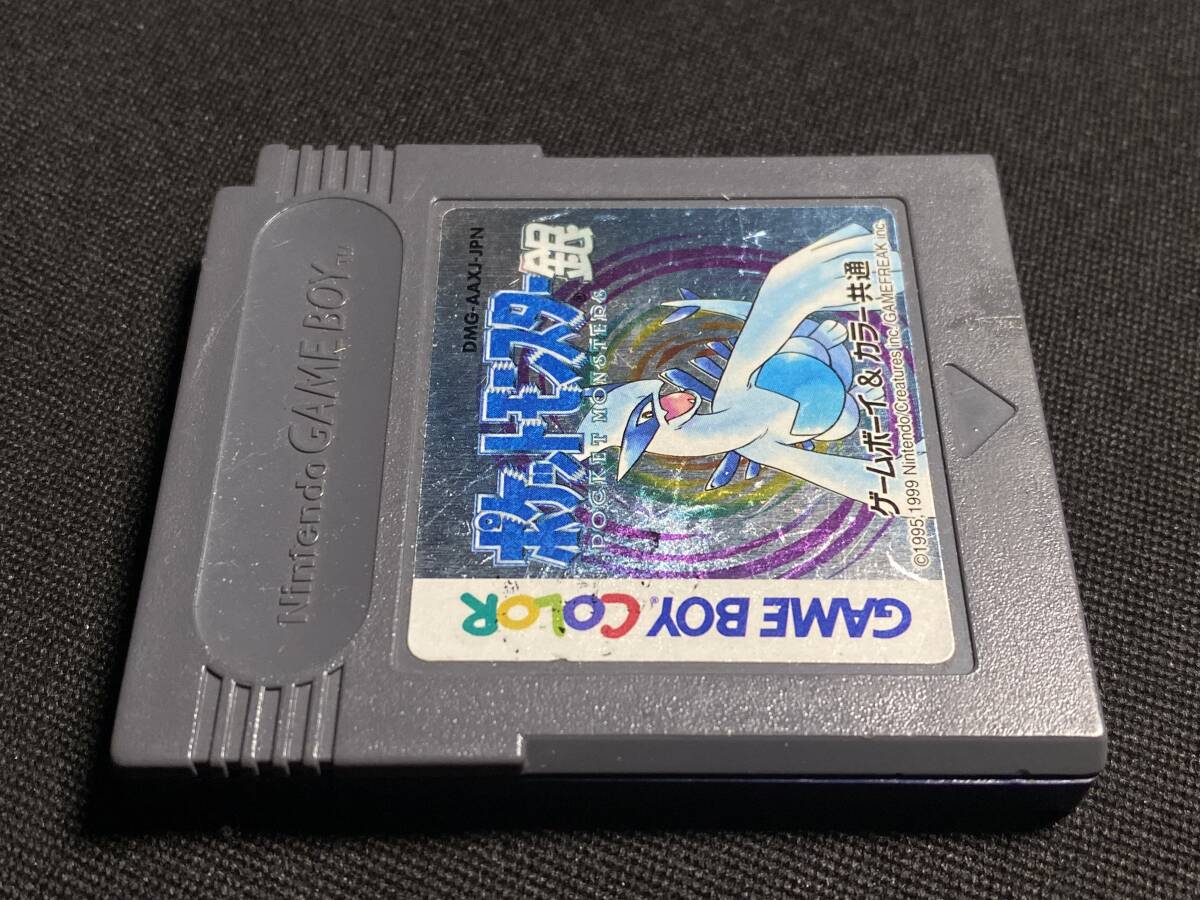 Nintendo GAME BOY™
GAME BOY COLOR
DMG-AAXJ-JPN
ポケットモンスター銀
POCKET MONSTERS
ゲームボーイ&カラー共通
©1995,1999 Nintendo/Creatures inc./GAMEFREAK inc.